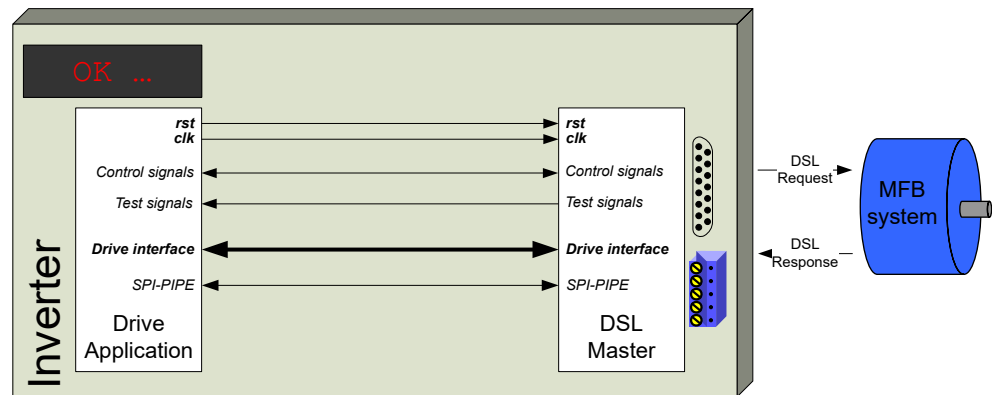 OK ...
Inverter
rst
clk
Control signals
Test signals
Drive interface
SPI-PIPE
Drive
Application
rst
clk
Control signals
Test signals
Drive interface
SPI-PIPE
DSL
Master
DSL
Request
DSL
Response
MFB
system